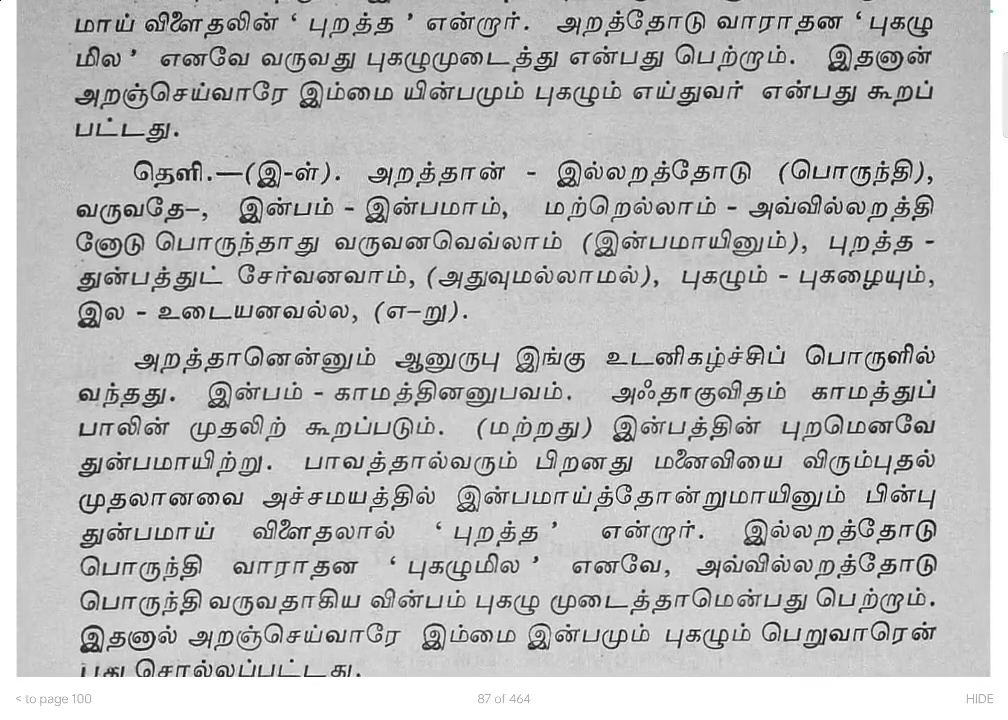 மாய் விளைதலின் ‘ புறத்த ’ என்றார். அறத்தோடு வாராதன ‘ புகழு
மில ’ எனவே வருவது புகழுமுடைத்து என்பது பெற்றாம். இதனான்
அறஞ்செய்வாரே இம்மை யின்பமும் புகழும் எய்துவர் என்பது கூறப்
பட்டது.
தெளி.—(இ-ள்). அறத்தான் - இல்லறத்தோடு (பொருந்தி),
வருவதே–, இன்பம் - இன்பமாம், மற்றெல்லாம் - அவ்வில்லறத்தி
னோடு பொருந்தாது வருவனவெல்லாம் (இன்பமாயினும்), புறத்த -
துன்பத்துட் சேர்வனவாம், (அதுவுமல்லாமல்), புகழும் - புகழையும்,
இல - உடையனவல்ல, (எ–று).
அறத்தானென்னும் ஆனுருபு இங்கு உடனிகழ்ச்சிப் பொருளில்
வந்தது. இன்பம் - காமத்தினனுபவம். அஃதாகுவிதம் காமத்துப்
பாலின் முதலிற் கூறப்படும். (மற்றது) இன்பத்தின் புறமெனவே
துன்பமாயிற்று. பாவத்தால்வரும் பிறனது மனைவியை விரும்புதல்
முதலானவை அச்சமயத்தில் இன்பமாய்த்தோன்றுமாயினும் பின்பு
துன்பமாய் விளைதலால் ‘ புறத்த ’ என்றார். இல்லறத்தோடு
பொருந்தி வாராதன ‘ புகழுமில ’ எனவே, அவ்வில்லறத்தோடு
பொருந்தி வருவதாகிய வின்பம் புகழு முடைத்தாமென்பது பெற்றாம்.
இதனால் அறஞ்செய்வாரே இம்மை இன்பமும் புகழும் பெறுவாரென்
பது சொல்லப்பட்டது.
< to page 100 87 of 464 HIDE